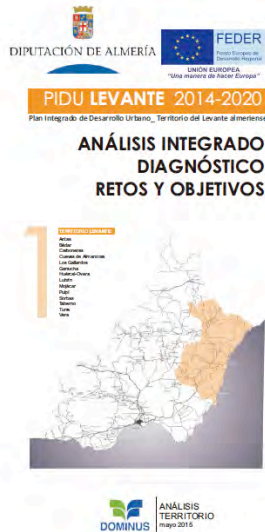 DIPUTACIÓN DE ALMERÍA
FEDER
Fondo Europeo de
Desarrollo Regional
UNIÓN EUROPEA
"Una manera de hacer Europa"
PIDU LEVANTE 2014-2020
Plan Integrado de Desarrollo Urbano_ Territorio del Levante almeriense
ANÁLISIS INTEGRADO
DIAGNÓSTICO
RETOS Y OBJETIVOS
1
TERRITORIO LEVANTE:
Antas
Bédar
Carboneras
Cuevas de Almanzora
Los Gallardos
Garrucha
Huércal-Overa
Lubrín
Mojácar
Pulpí
Sorbas
Taberno
Turre
Vera
DOMINUS
ANÁLISIS
TERRITORIO
mayo 2016